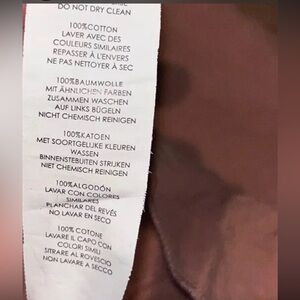 DO NOT DRY CLEAN
100%COTTON
LAVER AVEC DES
COULEURS SIMILAIRES
REPASSER À L'ENVERS
NE PAS NETTOYER À SEC
100%BAUMWOLLE
MIT ÄHNLICHEN FARBEN
ZUSAMMEN WASCHEN
AUF LINKS BÜGELN
NICHT CHEMISCH REINIGEN
100%KATOEN
MET SOORTGELIJKE KLEUREN
WASSEN
BINNENSTEBUITEN STRIJKEN
NIET CHEMISCH REINIGEN
100%ALGODÓN
LAVAR CON COLORES
SIMILARES
PLANCHAR DEL REVÉS
NO LAVAR EN SECO
100% COTONE
LAVARE IL CAPO CON
COLORI SIMILI
STIRARE AL ROVESCIO
NON LAVARE A SECCO